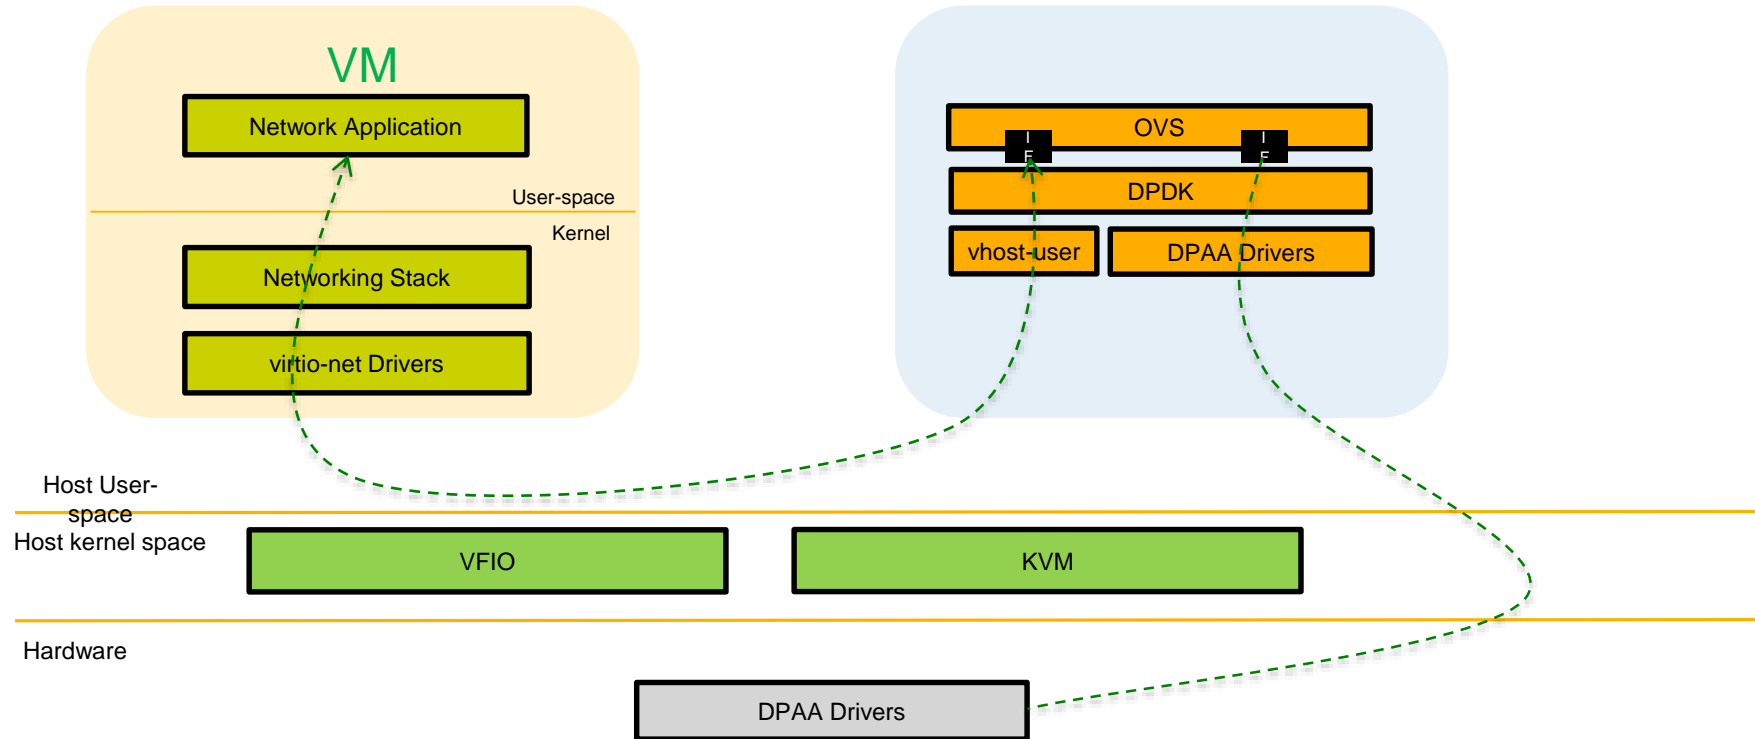 VM
Network Application
User-space
Kernel
Networking Stack
virtio-net Drivers
OVS
I
F
I
F
DPDK
vhost-user
DPAA Drivers
Host User-
space
Host kernel space
VFIO
KVM
Hardware
DPAA Drivers